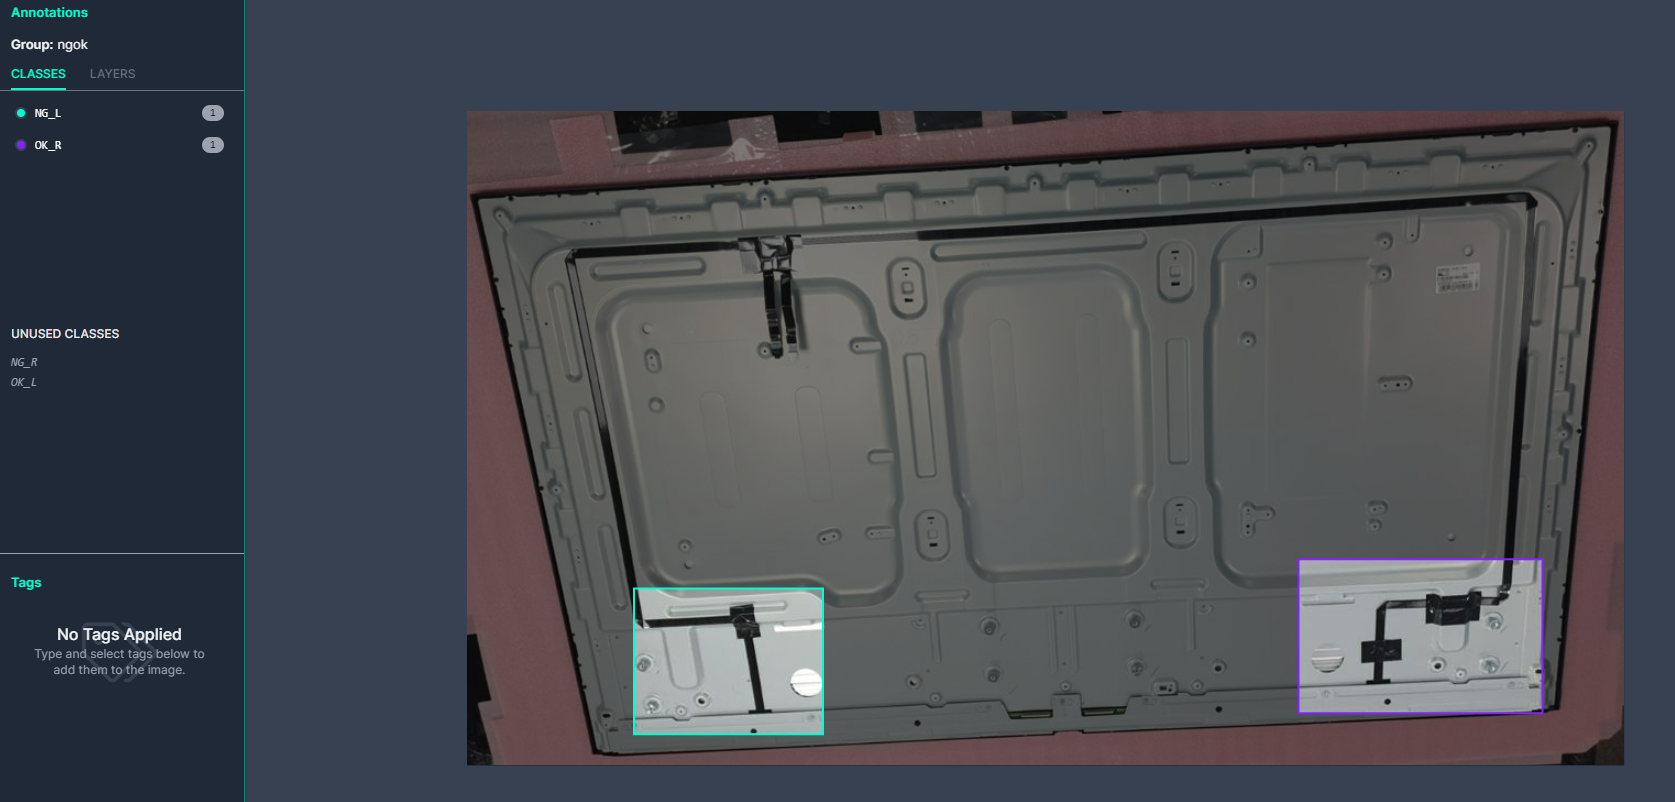 Annotations
Group: ngok
CLASSES LAYERS
NG_L 1
OK_R 1
UNUSED CLASSES
NG_R
OK_L
Tags
No Tags Applied
Type and select tags below to
add them to the image.